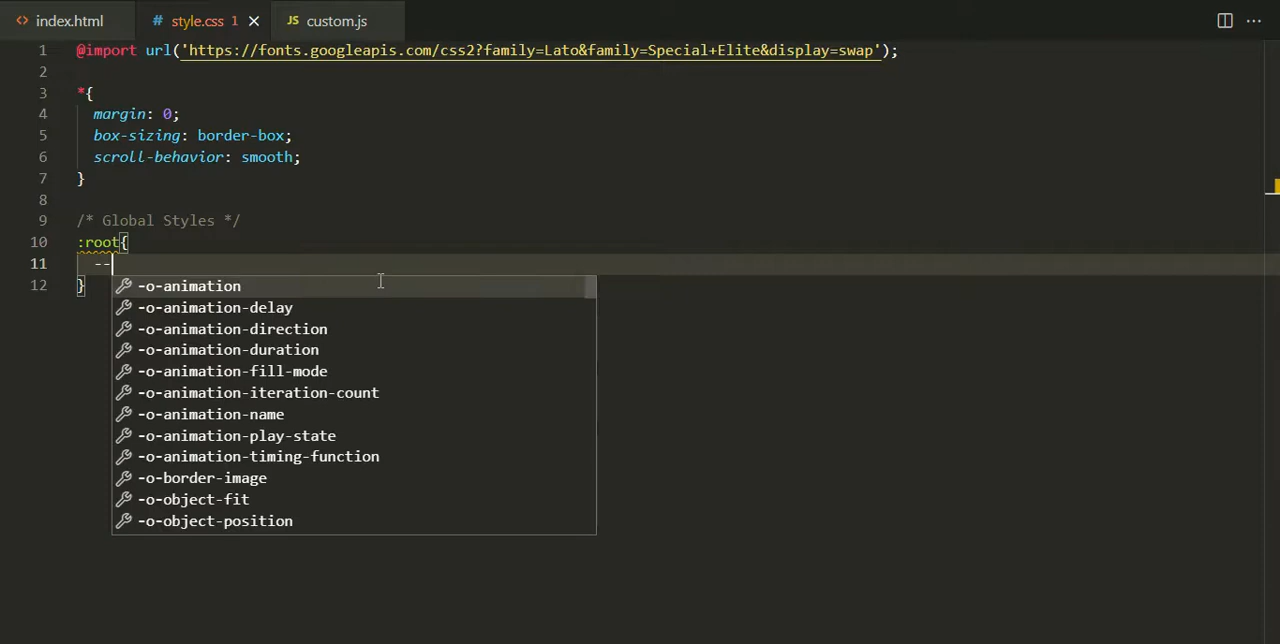 index.html # style.css 1 JS custom.js
1 @import url('https://fonts.googleapis.com/css2?family=Lato&family=Special+Elite&display=swap');
2
3 *{
4 margin: 0;
5 box-sizing: border-box;
6 scroll-behavior: smooth;
7 }
8
9 /* Global Styles */
10 :root{
11 --
12 }
-o-animation
-o-animation-delay
-o-animation-direction
-o-animation-duration
-o-animation-fill-mode
-o-animation-iteration-count
-o-animation-name
-o-animation-play-state
-o-animation-timing-function
-o-border-image
-o-object-fit
-o-object-position